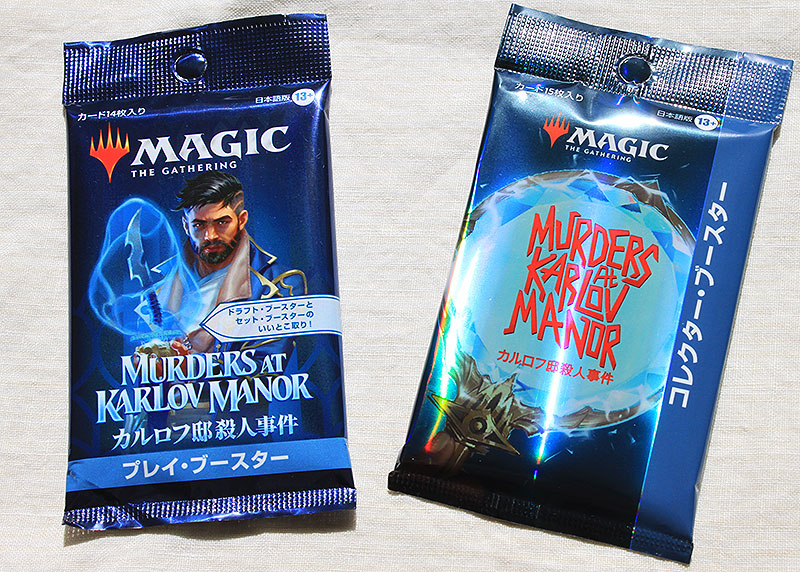 カード14枚入り
日本語版 13+
MAGIC
THE GATHERING
ドラフト・ブースターと
セット・ブースターの
いいとこ取り!
MURDERS AT
KARLOV MANOR
カルロフ邸殺人事件
プレイ・ブースター
カード15枚入り
日本語版 13+
MAGIC
THE GATHERING
MURDERS
AT
KARLOV
MANOR
カルロフ邸殺人事件
コレクター・ブースター